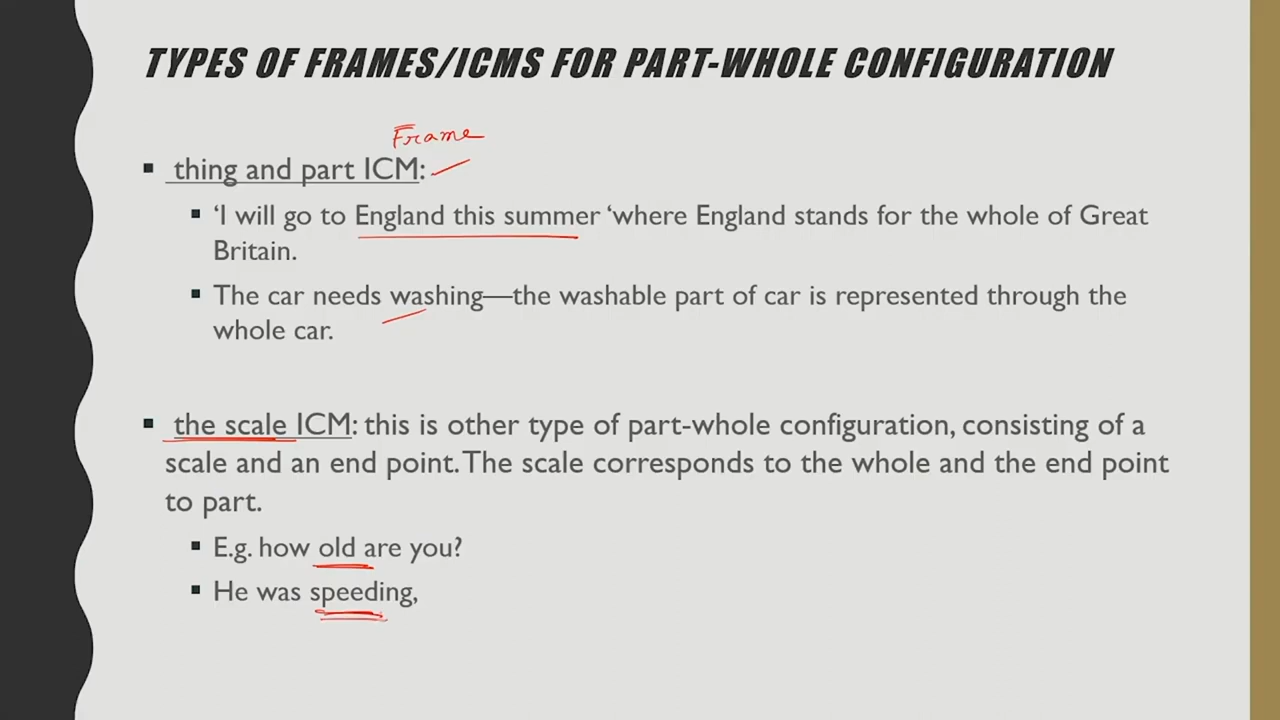 TYPES OF FRAMES/ICMS FOR PART-WHOLE CONFIGURATION
Frame
▪ thing and part ICM:
▪ ‘I will go to England this summer ‘where England stands for the whole of Great
Britain.
▪ The car needs washing—the washable part of car is represented through the
whole car.
▪ the scale ICM: this is other type of part-whole configuration, consisting of a
scale and an end point. The scale corresponds to the whole and the end point
to part.
▪ E.g. how old are you?
▪ He was speeding,